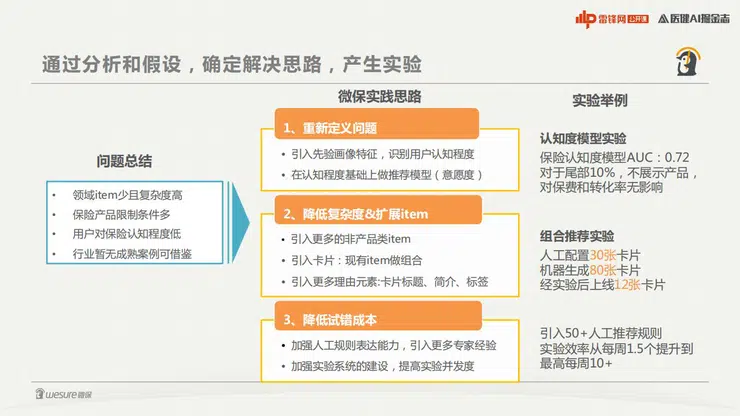 雷锋网 公开课
医健AI掘金志
通过分析和假设，确定解决思路，产生实验
微保实践思路
实验举例
问题总结
• 领域item少且复杂度高
• 保险产品限制条件多
• 用户对保险认知程度低
• 行业暂无成熟案例可借鉴
1、重新定义问题
• 引入先验画像特征，识别用户认知程度
• 在认知程度基础上做推荐模型（意愿度）
2、降低复杂度&扩展item
• 引入更多的非产品类item
• 引入卡片：现有item做组合
• 引入更多理由元素:卡片标题、简介、标签
3、降低试错成本
• 加强人工规则表达能力，引入更多专家经验
• 加强实验系统的建设，提高实验并发度
认知度模型实验
保险认知度模型AUC：0.72
对于尾部10%，不展示产品，
对保费和转化率无影响
组合推荐实验
人工配置30张卡片
机器生成80张卡片
经实验后上线12张卡片
引入50+人工推荐规则
实验效率从每周1.5个提升到
最高每周10+
wesure微保